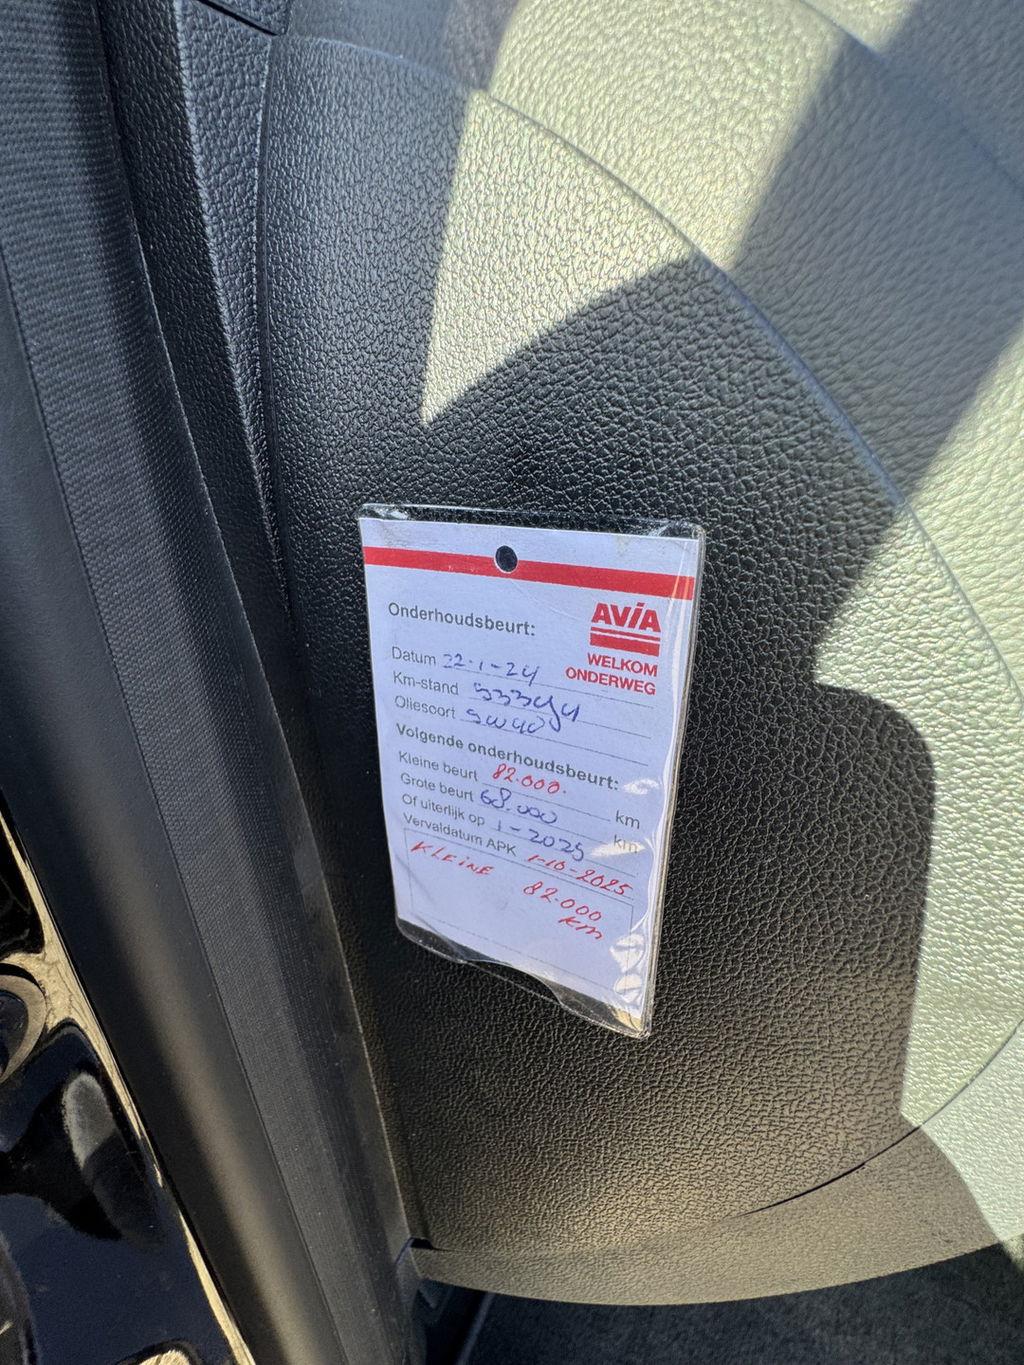 Onderhoudsbeurt:
AVIA
WELKOM
ONDERWEG
Datum 22-1-24
Km-stand
Oliesoort 5W40
Volgende onderhoudsbeurt:
Kleine beurt 82.000. km
Grote beurt 68.000 km
Of uiterlijk op 1-2025
Vervaldatum APK 1-10-2025
KLEINE 82.000
km